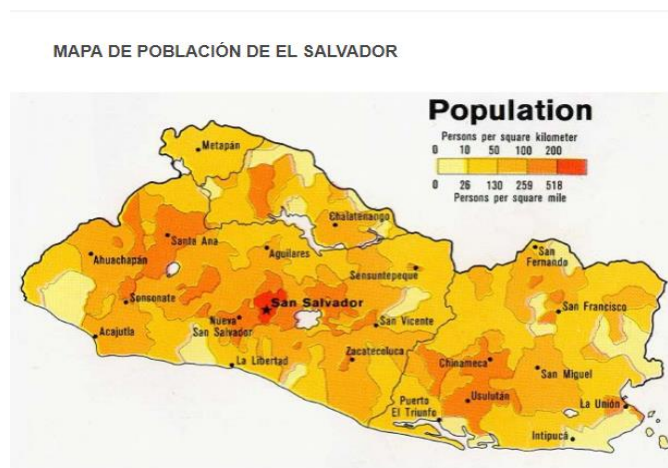 MAPA DE POBLACIÓN DE EL SALVADOR
Population
Persons per square kilometer
0 10 50 100 200
0 26 130 259 518
Persons per square mile
Metapán
Chalatenango
Santa Ana
Aguilares
San
Fernando
Ahuachapán
Sensuntepeque
Sonsonate
San Salvador
San Francisco
Nueva
San Salvador
San Vicente
Acajutla
La Libertad
Zacatecoluca
Chinameca
San Miguel
Puerto
El Triunfo
Usulután
La Unión
Intipucá